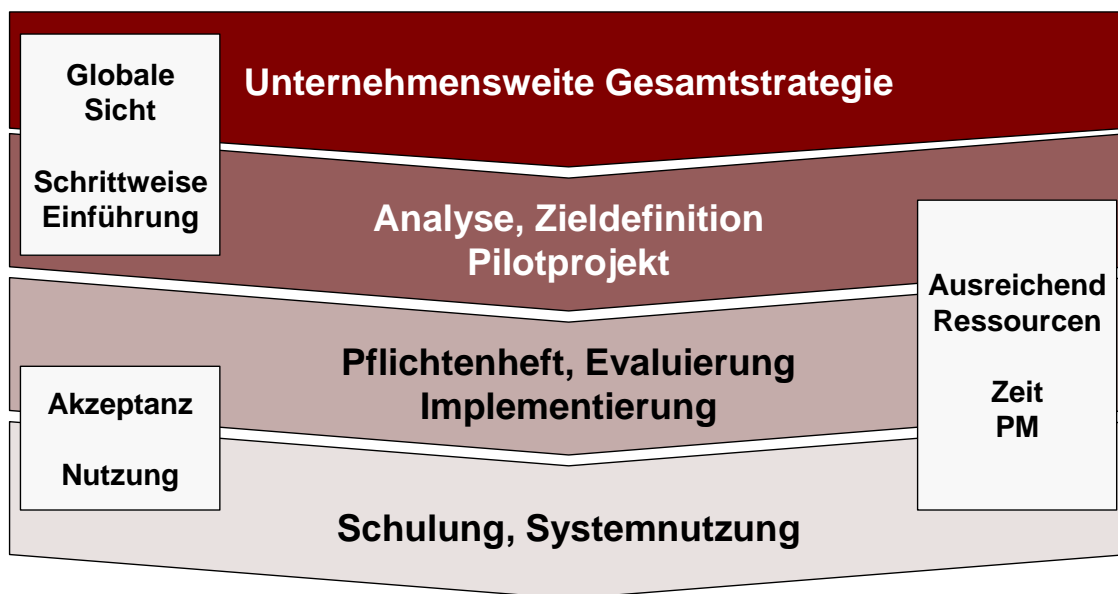 Globale
Sicht
Schrittweise
Einführung
Unternehmensweite Gesamtstrategie
Analyse, Zieldefinition
Pilotprojekt
Ausreichend
Ressourcen
Zeit
PM
Pflichtenheft, Evaluierung
Implementierung
Akzeptanz
Nutzung
Schulung, Systemnutzung